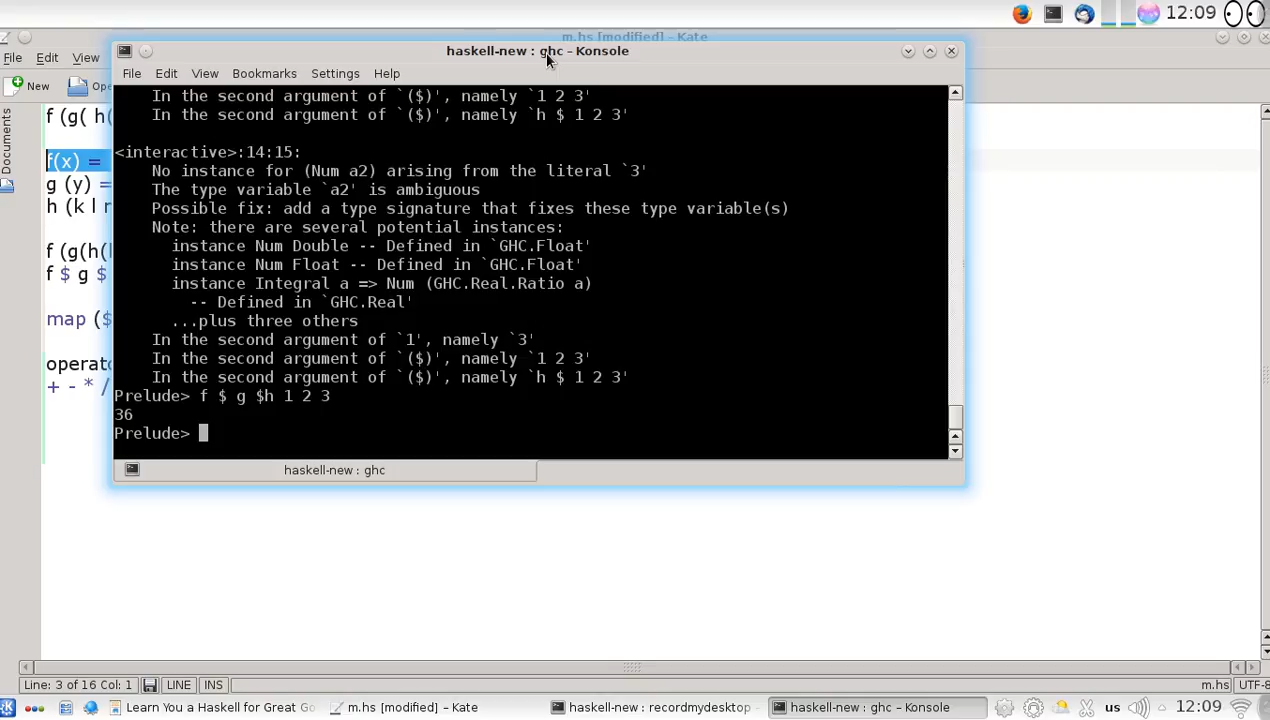 12:09
m.hs [modified] – Kate
haskell-new : ghc – Konsole
File Edit View
File Edit View Bookmarks Settings Help
New
Documents
f (g( h(
f(x) =
g (y) =
h (k l
f (g(h(
f $ g $
map ($
+ - * /
In the second argument of `($)', namely `1 2 3'
In the second argument of `($)', namely `h $ 1 2 3'
<interactive>:14:15:
No instance for (Num a2) arising from the literal `3'
The type variable `a2' is ambiguous
Possible fix: add a type signature that fixes these type variable(s)
Note: there are several potential instances:
instance Num Double -- Defined in `GHC.Float'
instance Num Float -- Defined in `GHC.Float'
instance Integral a => Num (GHC.Real.Ratio a)
-- Defined in `GHC.Real'
...plus three others
In the second argument of `1', namely `3'
In the second argument of `($)', namely `1 2 3'
In the second argument of `($)', namely `h $ 1 2 3'
Prelude> f $ g $h 1 2 3
36
Prelude>
haskell-new : ghc
Line: 3 of 16 Col: 1 LINE INS m.hs UTF-8
Learn You a Haskell for Great m.hs [modified] – Kate haskell-new : recordmydesktop haskell-new : ghc – Konsole us 12:09